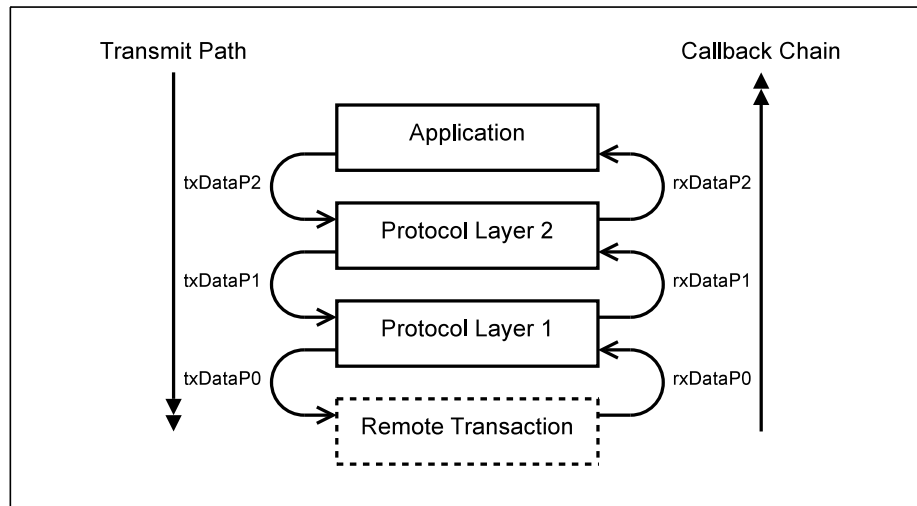 Transmit Path
Callback Chain
Application
txDataP2
rxDataP2
Protocol Layer 2
txDataP1
rxDataP1
Protocol Layer 1
txDataP0
rxDataP0
Remote Transaction